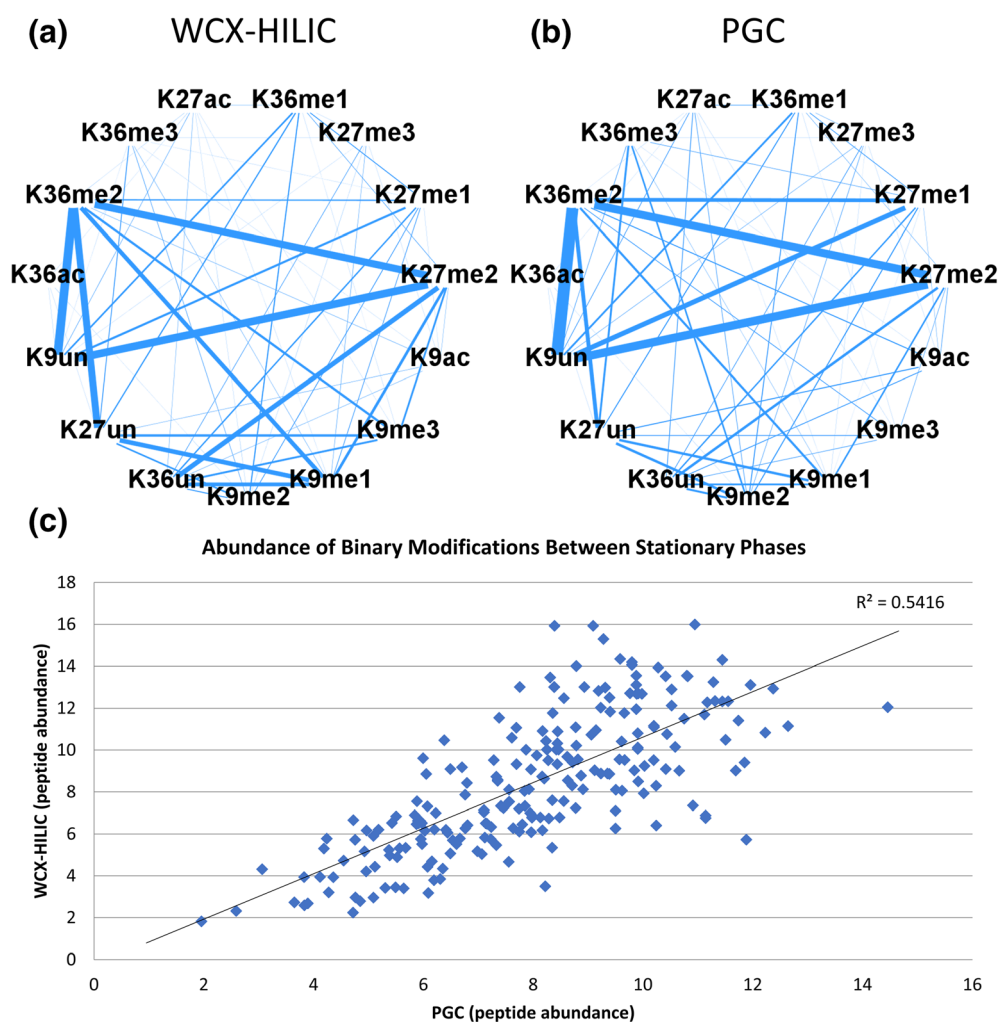 (a) WCX-HILIC (b) PGC
K27ac K36me1 K27ac K36me1
K36me3 K27me3 K36me3 K27me3
K36me2 K27me1 K36me2 K27me1
K36ac K27me2 K36ac K27me2
K9un K9ac K9un K9ac
K27un K9me3 K27un K9me3
K36un K9me1 K36un K9me1
K9me2 K9me2
(c)
Abundance of Binary Modifications Between Stationary Phases
18
R² = 0.5416
16
14
12
10
8
6
4
2
0
WCX-HILIC (peptide abundance)
0 2 4 6 8 10 12 14 16
PGC (peptide abundance)